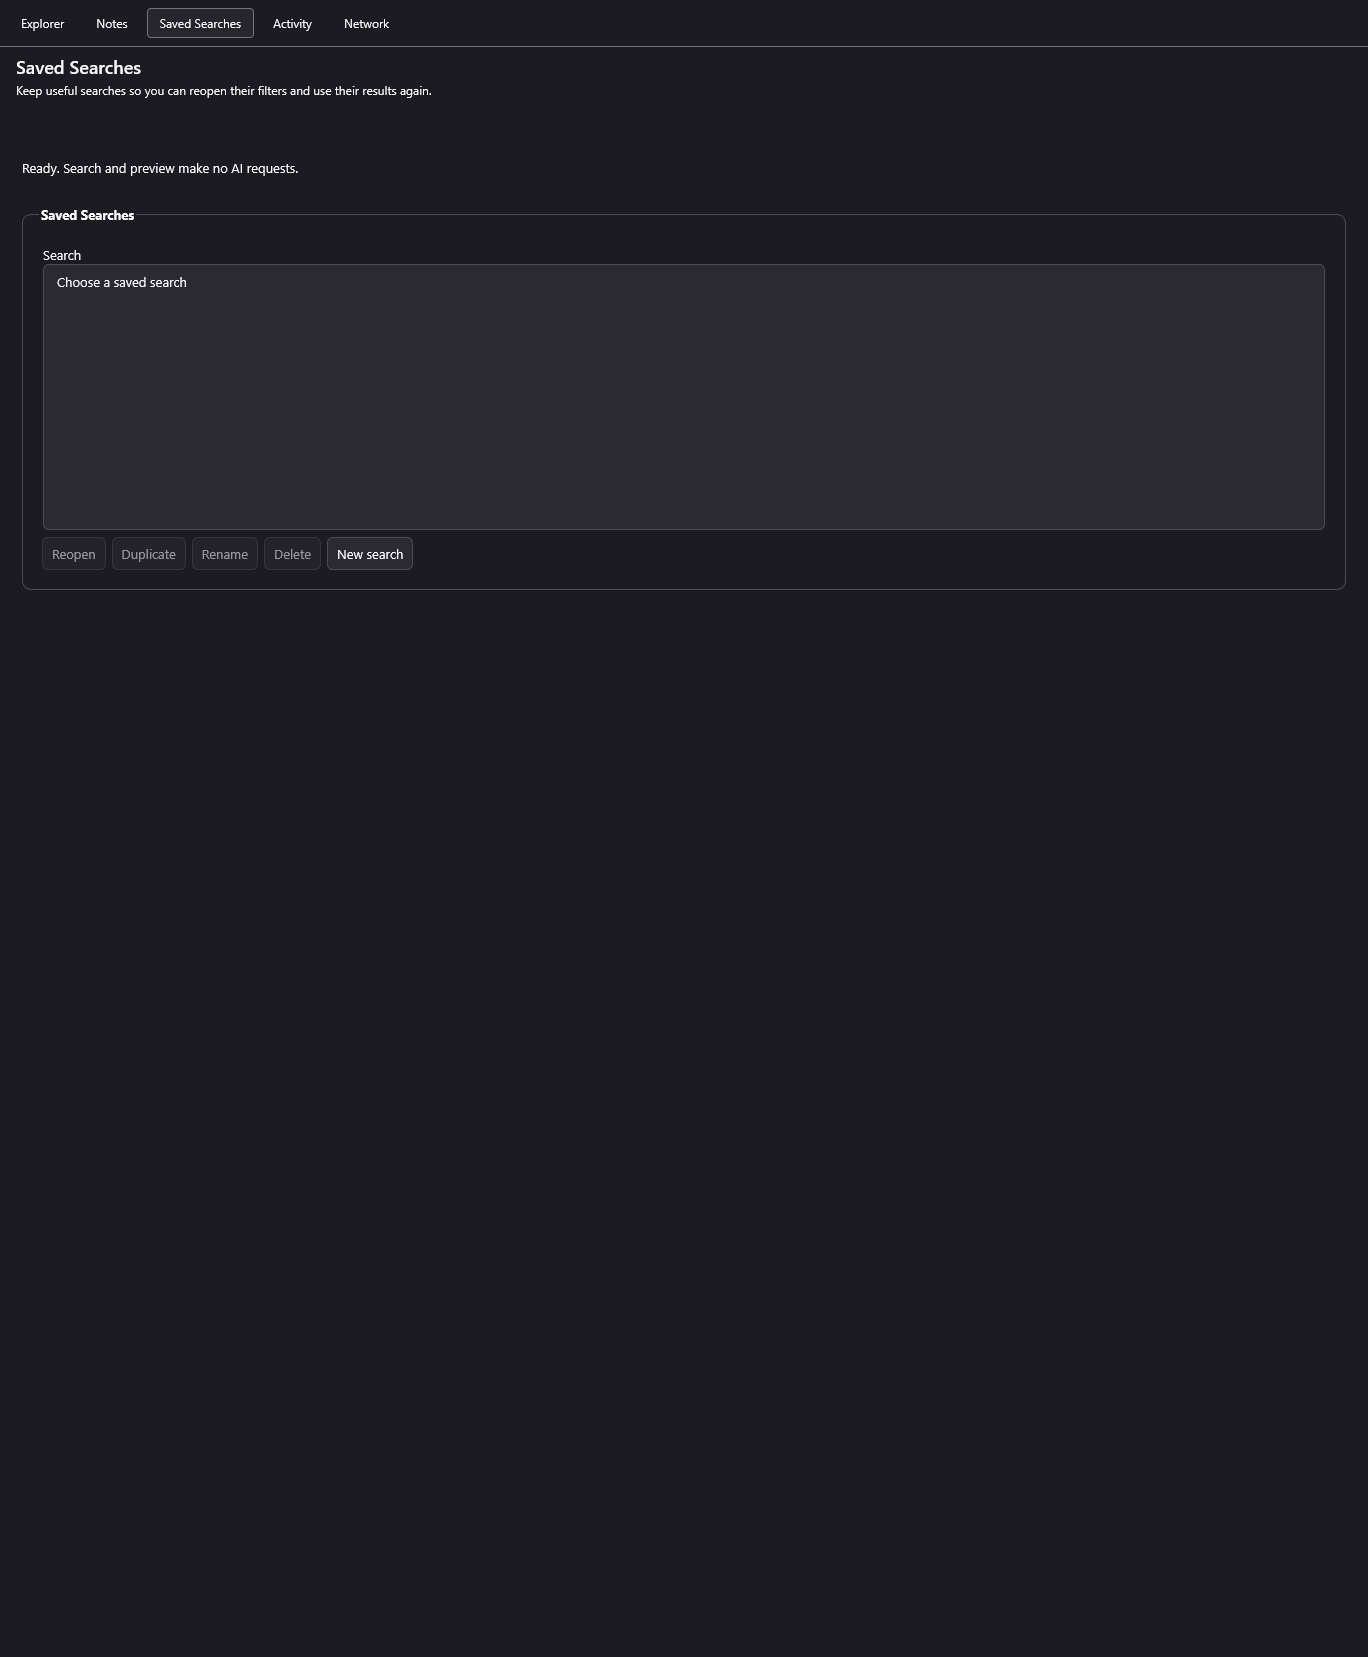 Explorer Notes Saved Searches Activity Network
Saved Searches
Keep useful searches so you can reopen their filters and use their results again.
Ready. Search and preview make no AI requests.
Saved Searches
Search
Choose a saved search
Reopen Duplicate Rename Delete New search